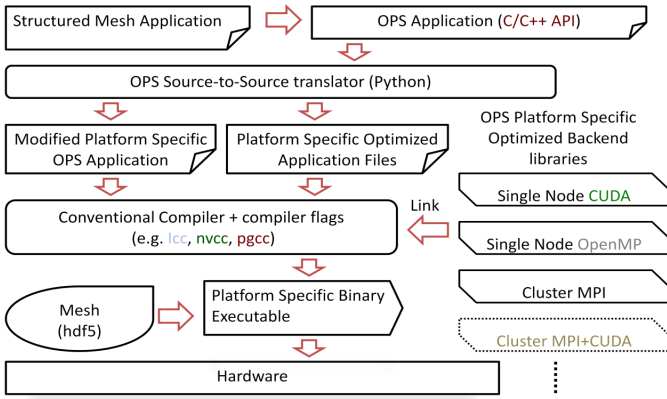 Structured Mesh Application
OPS Application (C/C++ API)
OPS Source-to-Source translator (Python)
Modified Platform Specific
OPS Application
Platform Specific Optimized
Application Files
OPS Platform Specific
Optimized Backend
libraries
Conventional Compiler + compiler flags
(e.g. Icc, nvcc, pgcc)
Link
Single Node CUDA
Single Node OpenMP
Cluster MPI
Cluster MPI+CUDA
Mesh
(hdf5)
Platform Specific Binary
Executable
Hardware